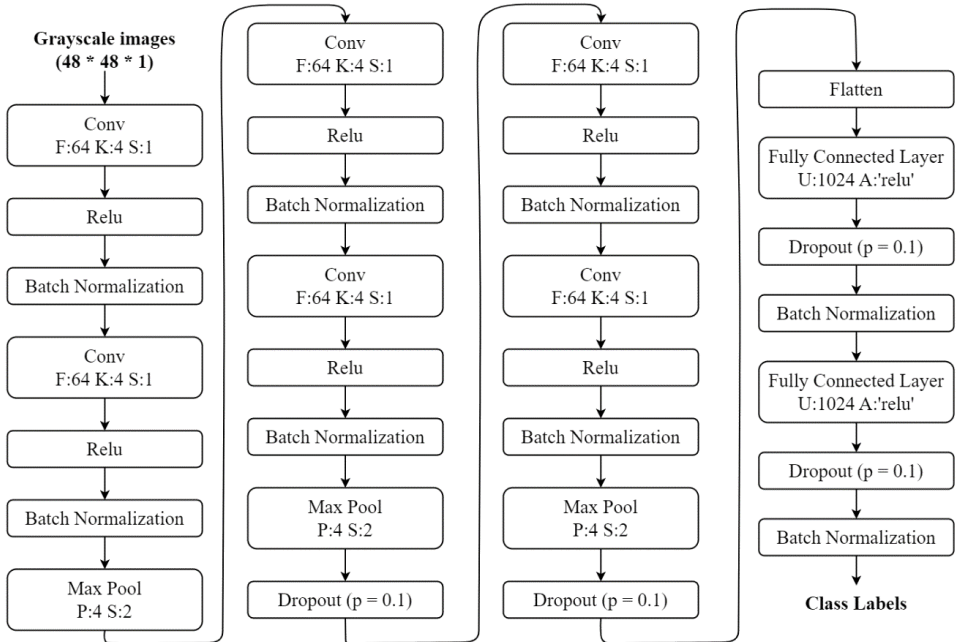 Grayscale images
(48 * 48 * 1)
Conv
F:64 K:4 S:1
Relu
Batch Normalization
Conv
F:64 K:4 S:1
Relu
Batch Normalization
Max Pool
P:4 S:2
Conv
F:64 K:4 S:1
Relu
Batch Normalization
Conv
F:64 K:4 S:1
Relu
Batch Normalization
Max Pool
P:4 S:2
Dropout (p = 0.1)
Conv
F:64 K:4 S:1
Relu
Batch Normalization
Conv
F:64 K:4 S:1
Relu
Batch Normalization
Max Pool
P:4 S:2
Dropout (p = 0.1)
Flatten
Fully Connected Layer
U:1024 A:'relu'
Dropout (p = 0.1)
Batch Normalization
Fully Connected Layer
U:1024 A:'relu'
Dropout (p = 0.1)
Batch Normalization
Class Labels